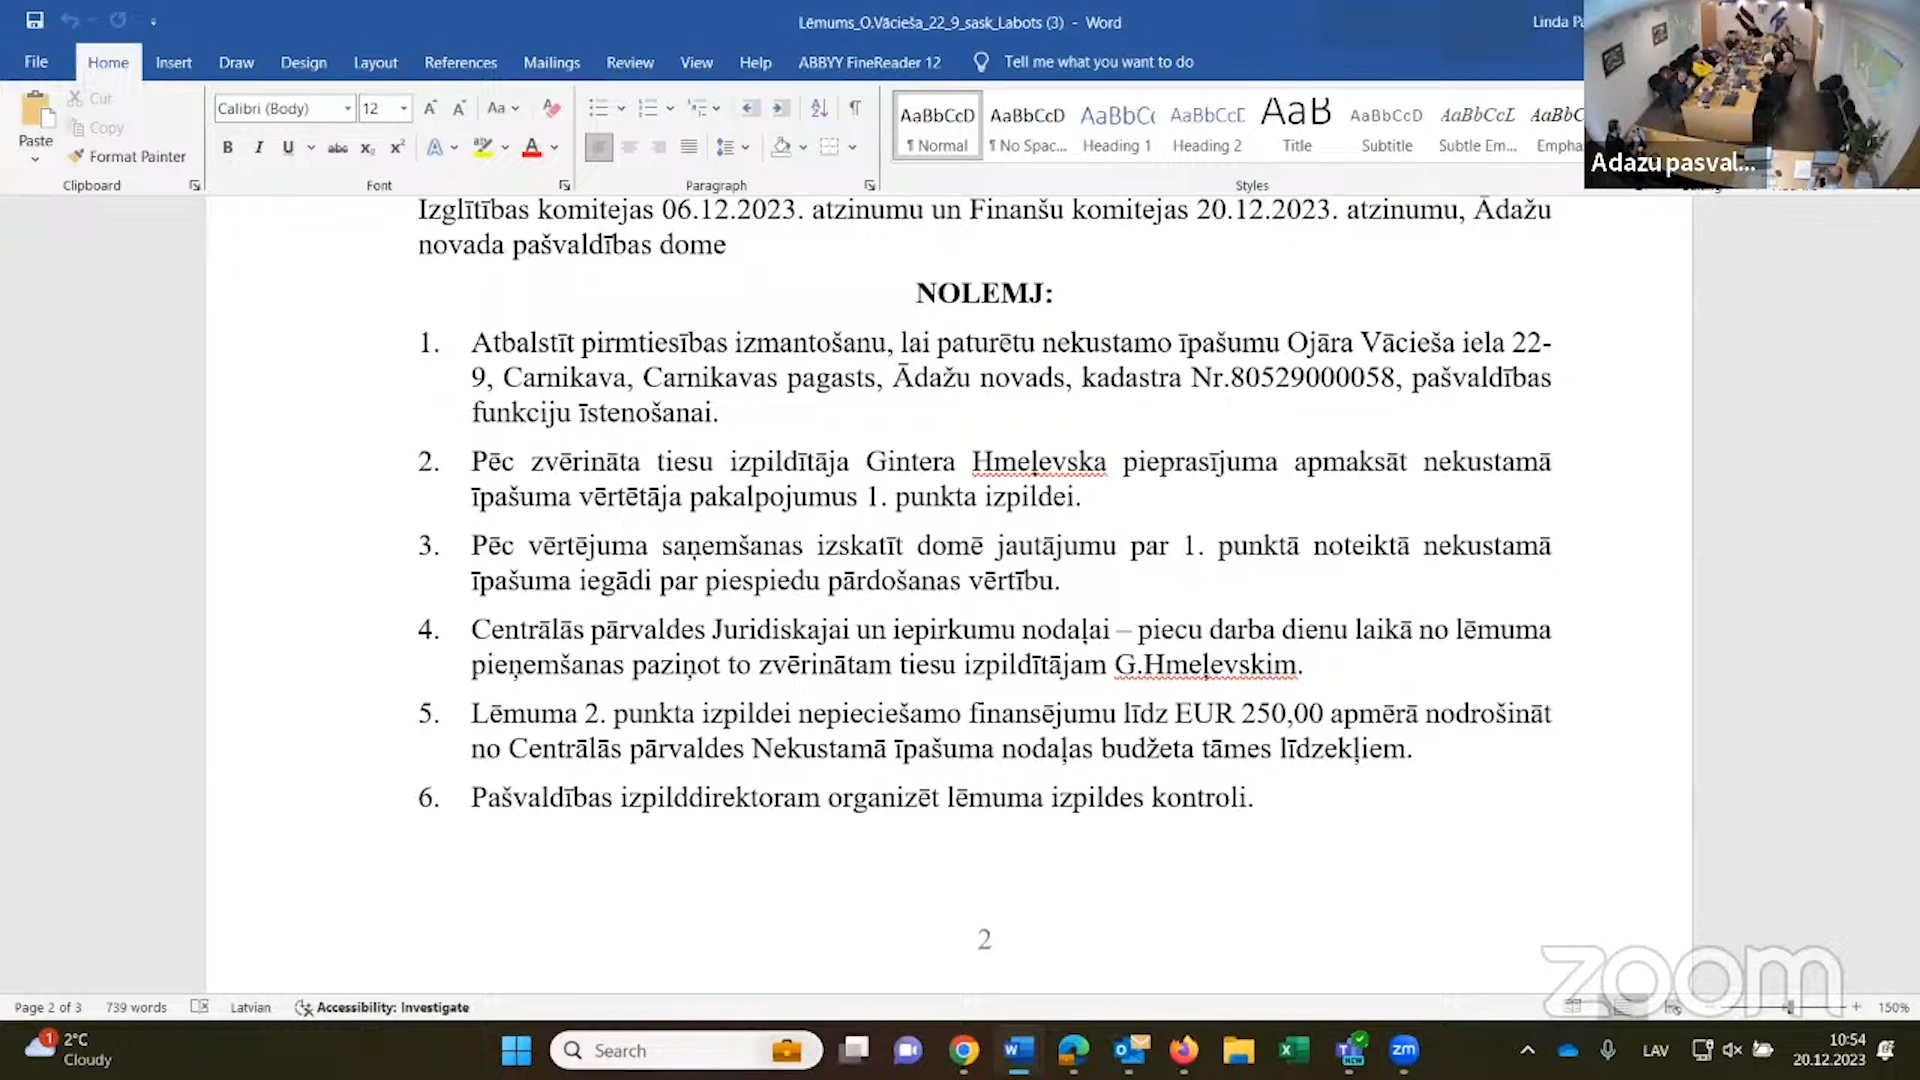 Lēmums_O.Vācieša_22_9_sask_Labots (3) - Word
Linda Pa
File Home Insert Draw Design Layout References Mailings Review View Help ABBYY FineReader 12 Tell me what you want to do
Cut
Copy
Paste
Format Painter
Clipboard
Calibri (Body) 12
Font
Paragraph
AaBbCcD AaBbCcD AaBbC AaBbCcE AaB AaBbCcD AaBbCcL AaBbC
¶ Normal ¶ No Spac... Heading 1 Heading 2 Title Subtitle Subtle Em... Empha
Styles
Adazu pasval...
Izglītības komitejas 06.12.2023. atzinumu un Finanšu komitejas 20.12.2023. atzinumu, Ādažu
novada pašvaldības dome
NOLEMJ:
1. Atbalstīt pirmtiesības izmantošanu, lai paturētu nekustamo īpašumu Ojāra Vācieša iela 22-
9, Carnikava, Carnikavas pagasts, Ādažu novads, kadastra Nr.80529000058, pašvaldības
funkciju īstenošanai.
2. Pēc zvērināta tiesu izpildītāja Gintera Hmeļevska pieprasījuma apmaksāt nekustamā
īpašuma vērtētāja pakalpojumus 1. punkta izpildei.
3. Pēc vērtējuma saņemšanas izskatīt domē jautājumu par 1. punktā noteiktā nekustamā
īpašuma iegādi par piespiedu pārdošanas vērtību.
4. Centrālās pārvaldes Juridiskajai un iepirkumu nodaļai – piecu darba dienu laikā no lēmuma
pieņemšanas paziņot to zvērinātam tiesu izpildītājam G.Hmeļevskim.
5. Lēmuma 2. punkta izpildei nepieciešamo finansējumu līdz EUR 250,00 apmērā nodrošināt
no Centrālās pārvaldes Nekustamā īpašuma nodaļas budžeta tāmes līdzekļiem.
6. Pašvaldības izpilddirektoram organizēt lēmuma izpildes kontroli.
2
zoom
Page 2 of 3 739 words Latvian Accessibility: Investigate 150%
1
2°C
Cloudy
Search
NEW
zm
LAV
10:54
20.12.2023